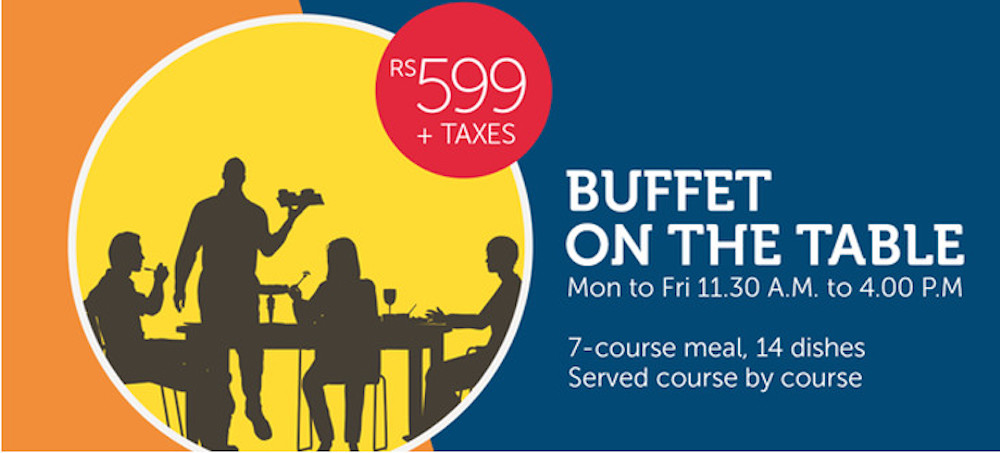 RS 599
+ TAXES
BUFFET
ON THE TABLE
Mon to Fri 11.30 A.M. to 4.00 P.M
7-course meal, 14 dishes
Served course by course